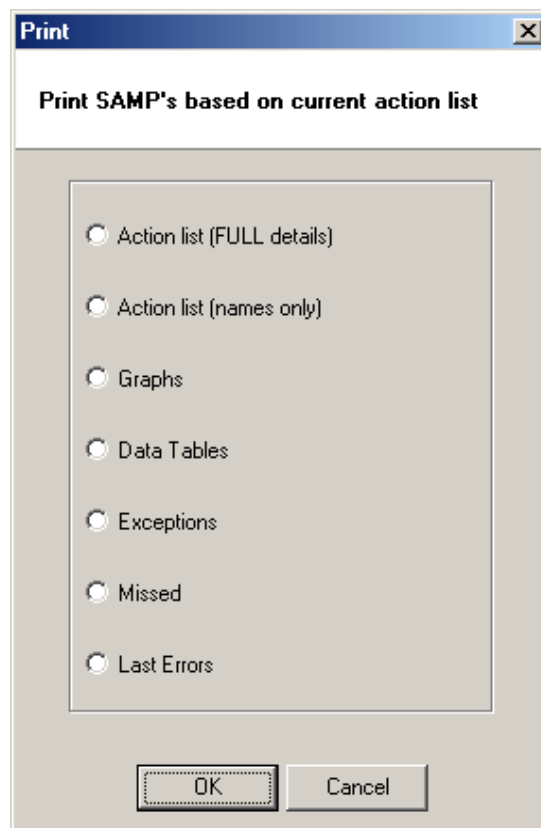 Print
Print SAMP's based on current action list
Action list (FULL details)
Action list (names only)
Graphs
Data Tables
Exceptions
Missed
Last Errors
OK
Cancel